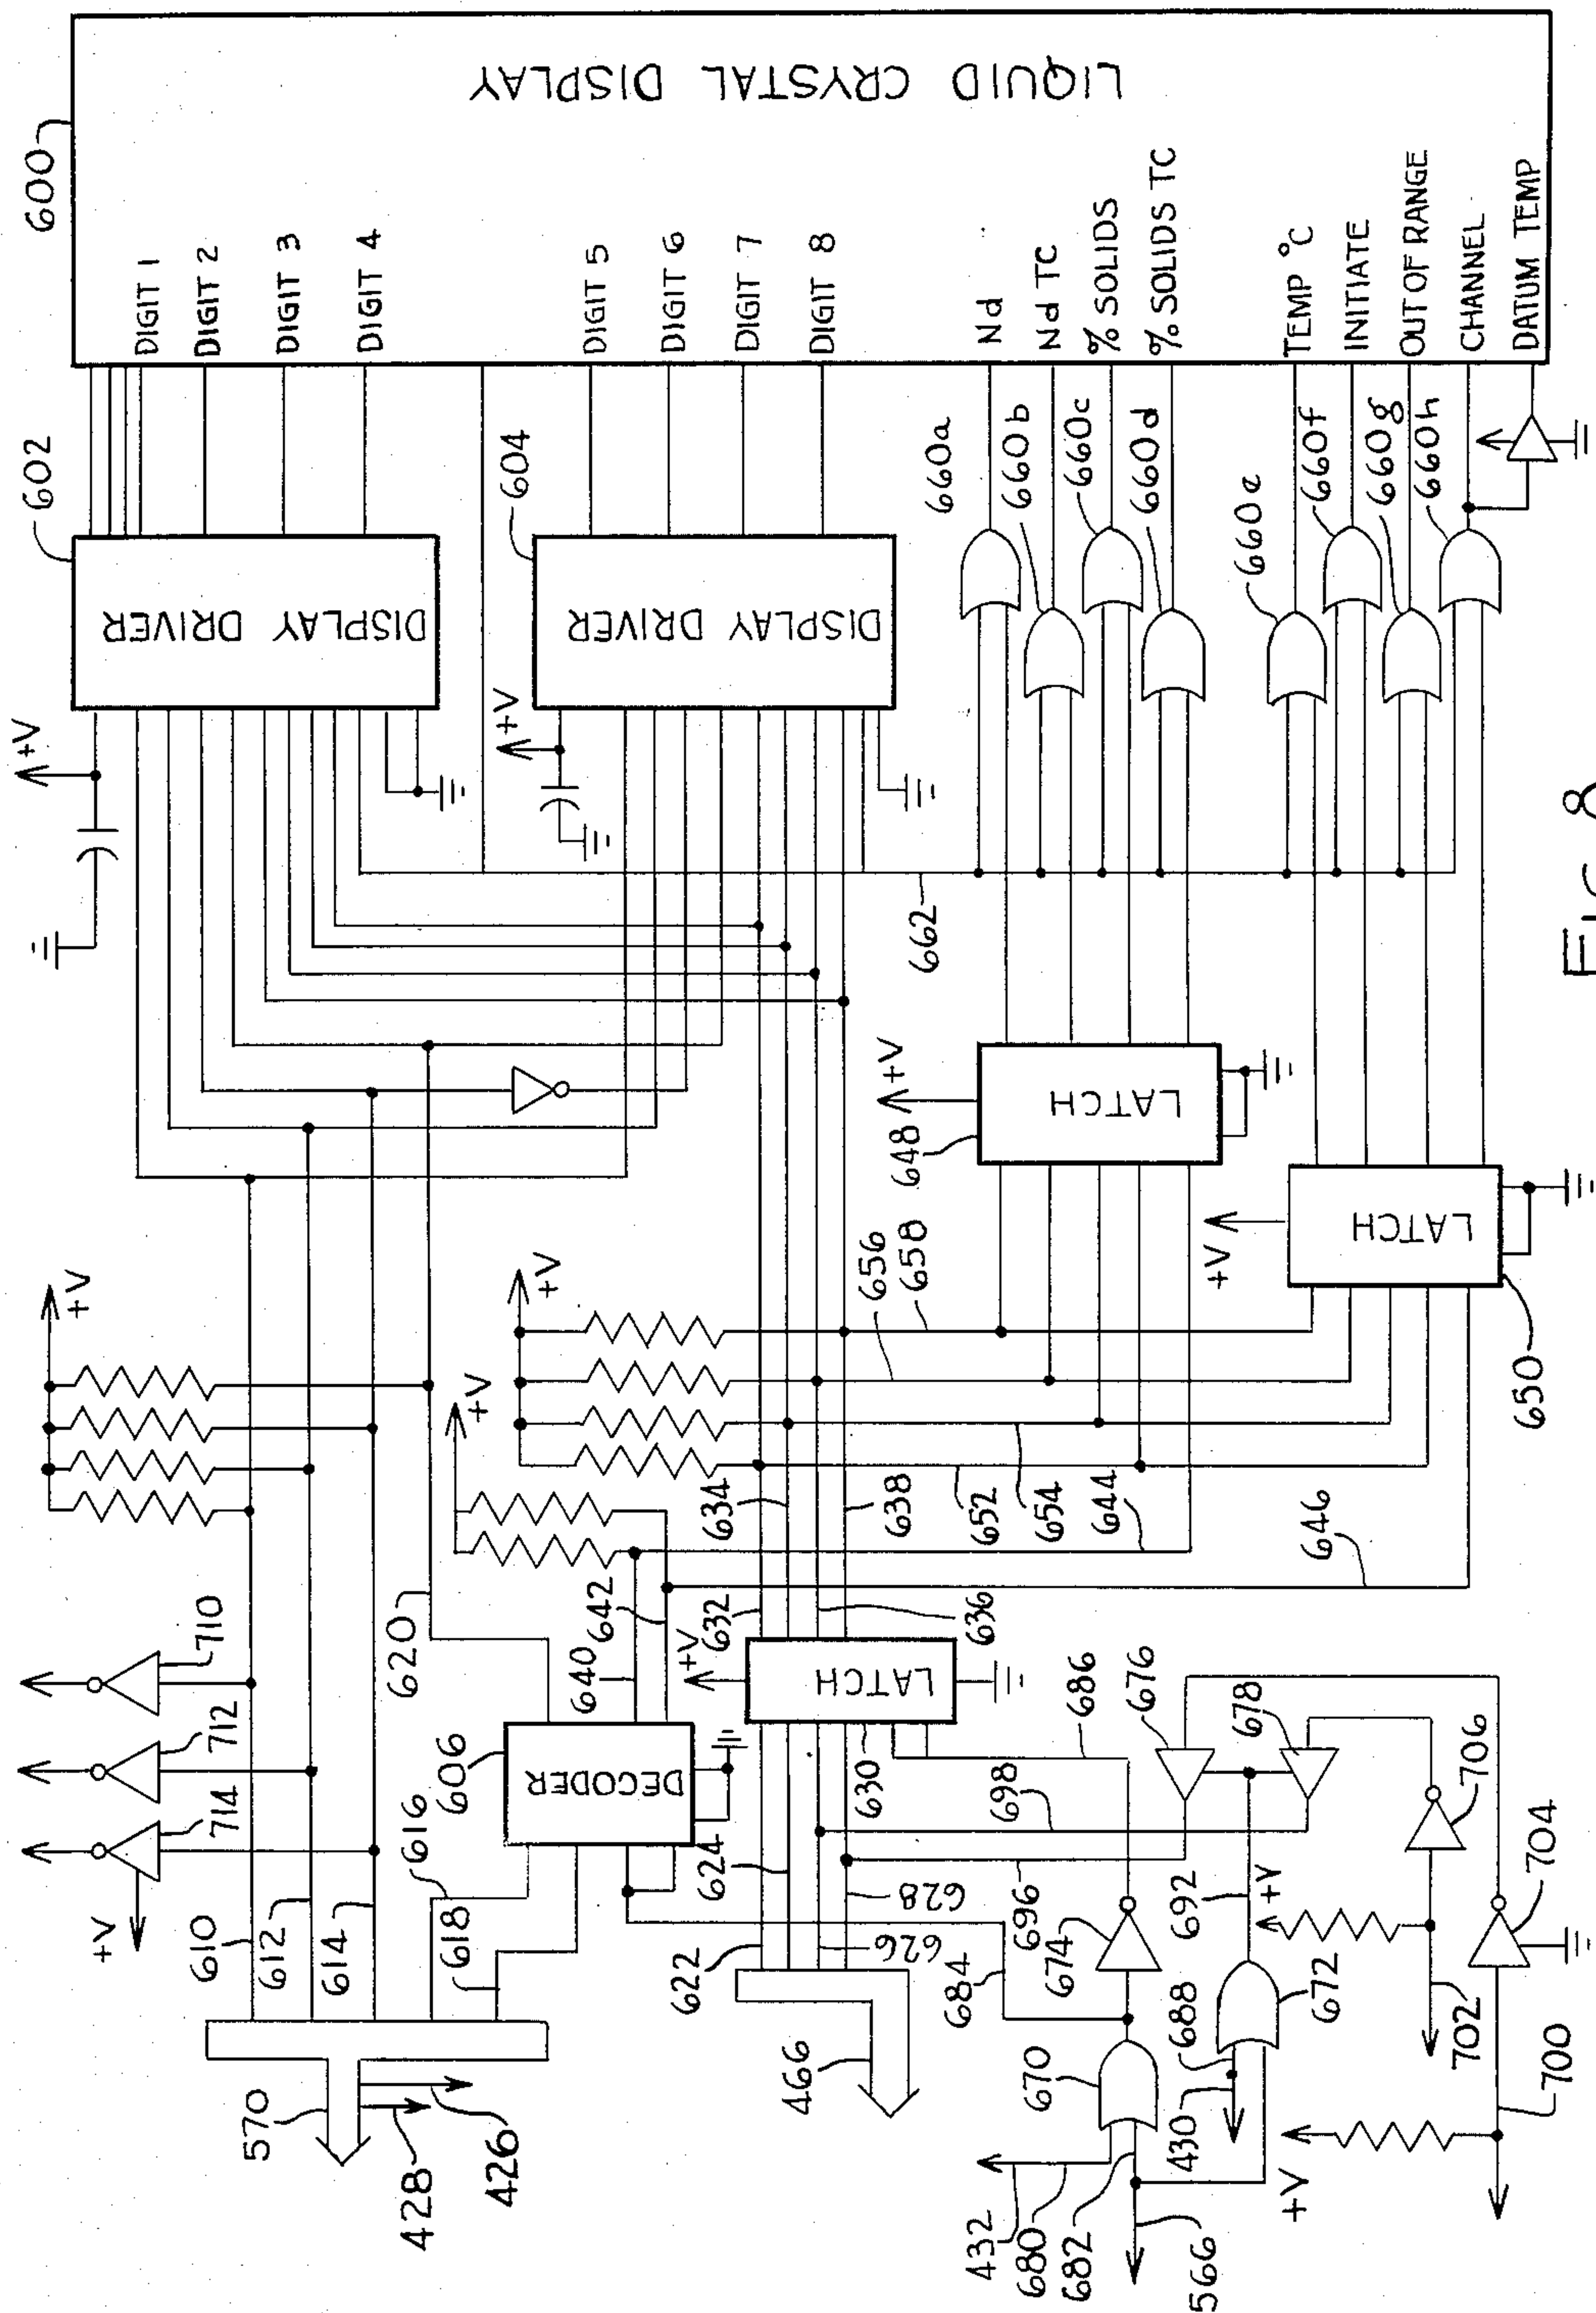 600
LIQUID CRYSTAL DISPLAY
DIGIT 1
DIGIT 2
DIGIT 3
DIGIT 4
DIGIT 5
DIGIT 6
DIGIT 7
DIGIT 8
Nd
Nd TC
% SOLIDS
% SOLIDS TC
TEMP °C
INITIATE
OUT OF RANGE
CHANNEL
DATUM TEMP
602
604
660a
660b
660c
660d
660e
660f
660g
660h
DISPLAY DRIVER
DISPLAY DRIVER
+V
+V
662
FIG. 8
+V
LATCH
648
+V
LATCH
650
+V
+V
+V
656
658
634
638
652
654
644
646
710
712
714
+V
620
640
642
+V
632
636
LATCH
630
606
DECODER
616
618
610
612
614
624
622
626
628
686
676
678
698
696
692
+V
706
704
674
672
684
688
670
430
702
700
+V
570
428
426
466
432
680
682
566